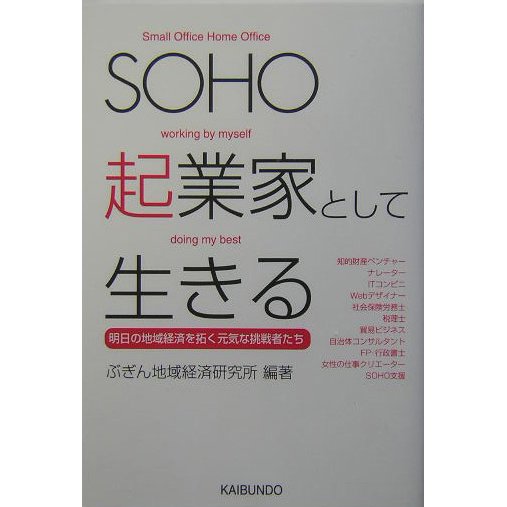 Small Office Home Office
SOHO
working by myself
起業家として
doing my best
生きる
明日の地域経済を拓く元気な挑戦者たち
ぶぎん地域経済研究所 編著
知的財産ベンチャー
ナレーター
ITコンビニ
Webデザイナー
社会保険労務士
税理士
貿易ビジネス
自治体コンサルタント
FP・行政書士
女性の仕事クリエーター
SOHO支援
KAIBUNDO